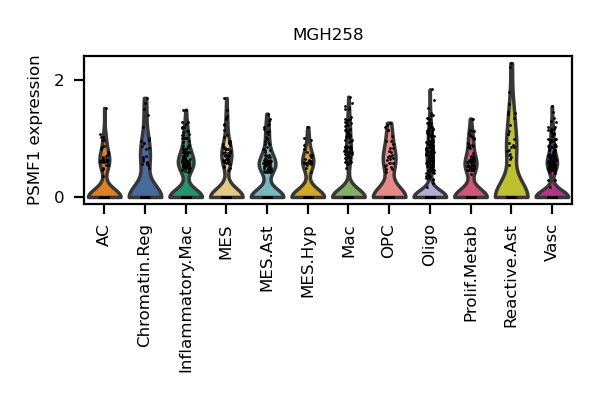 MGH258
PSMF1 expression
2
0
AC
Chromatin.Reg
Inflammatory.Mac
MES
MES.Ast
MES.Hyp
Mac
OPC
Oligo
Prolif.Metab
Reactive.Ast
Vasc